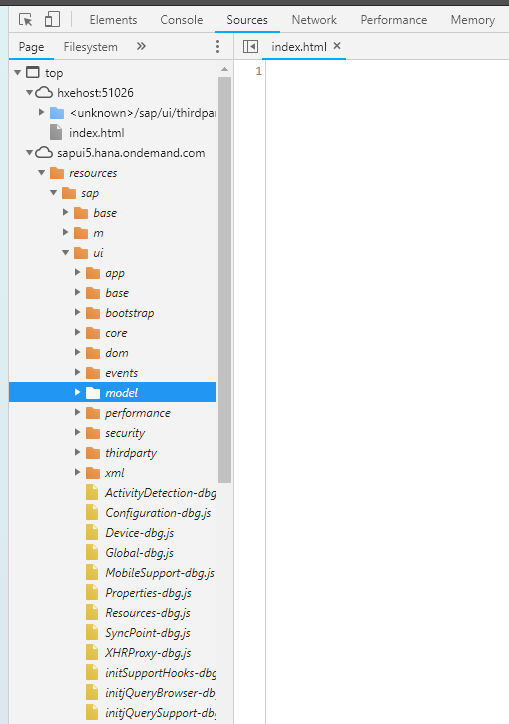 Elements Console Sources Network Performance Memory
Page Filesystem »
index.html ×
1
top
hxehost:51026
<unknown>/sap/ui/thirdpa
index.html
sapui5.hana.ondemand.com
resources
sap
base
m
ui
app
base
bootstrap
core
dom
events
model
performance
security
thirdparty
xml
ActivityDetection-dbg
Configuration-dbg.js
Device-dbg.js
Global-dbg.js
MobileSupport-dbg.js
Properties-dbg.js
Resources-dbg.js
SyncPoint-dbg.js
XHRProxy-dbg.js
initSupportHooks-dbg
initjQueryBrowser-db
initjQuerySupport-db